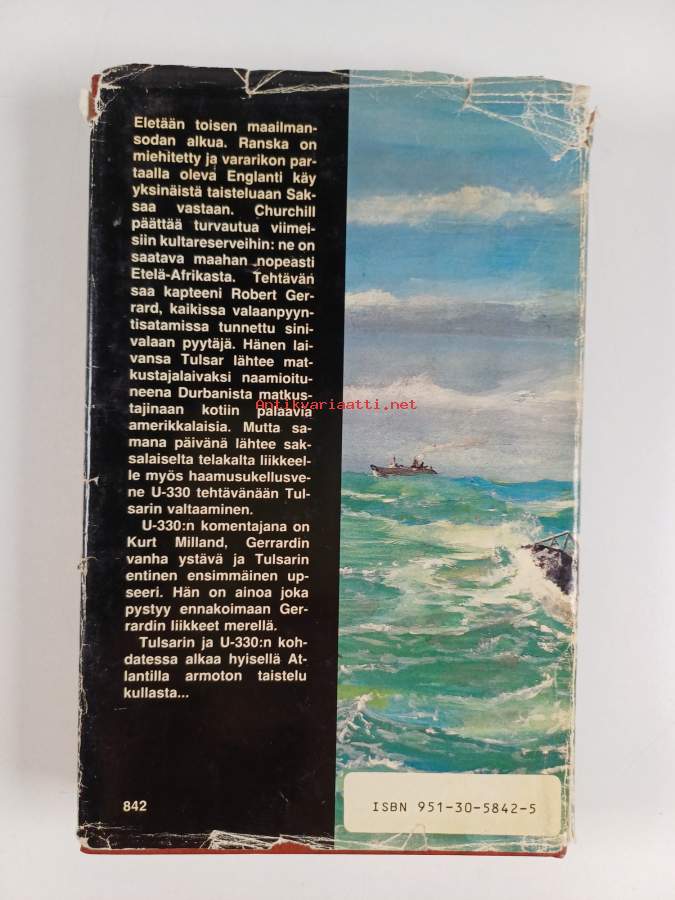 Eletään toisen maailman-
sodan alkua. Ranska on
miehitetty ja vararikon par-
taalla oleva Englanti käy
yksinäistä taisteluaan Sak-
saa vastaan. Churchill
päättää turvautua viimei-
siin kultareserveihin: ne on
saatava maahan nopeasti
Etelä-Afrikasta. Tehtävän
saa kapteeni Robert Ger-
rard, kaikissa valaanpyyn-
tisatamissa tunnettu sini-
valaan pyytäjä. Hänen lai-
vansa Tulsar lähtee mat-
kustajalaivaksi naamioitu-
neena Durbanista matkus-
tajinaan kotiin palaavia
Antikvariaatti.net
amerikkalaisia. Mutta sa-
mana päivänä lähtee sak-
salaiselta telakalta liikkeel-
le myös haamusukellusve-
ne U-330 tehtävänään Tul-
sarin valtaaminen.
U-330:n komentajana on
Kurt Milland, Gerrardin
vanha ystävä ja Tulsarin
entinen ensimmäinen up-
seeri. Hän on ainoa joka
pystyy ennakoimaan Ger-
rardin liikkeet merellä.
Tulsarin ja U-330:n koh-
datessa alkaa hyisellä At-
lantilla armoton taistelu
kullasta...
842
ISBN 951-30-5842-5